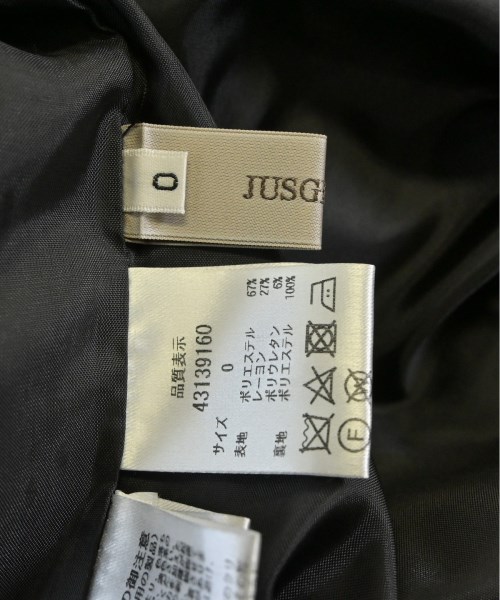 0
JUSG
品質表示
43139160
サイズ 0
表地 ポリエステル 67%
レーヨン 27%
ポリウレタン 6%
裏地 ポリエステル 100%
F